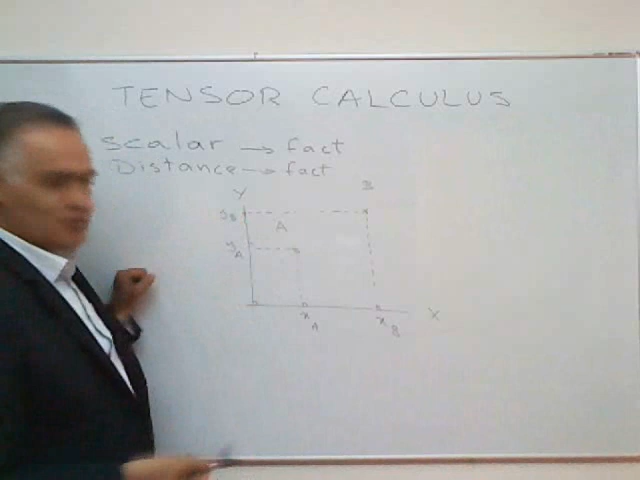 TENSOR CALCULUS
Scalar → fact
Distance → fact
Y
B
y_B
A
y_A
x_A
x_B
X